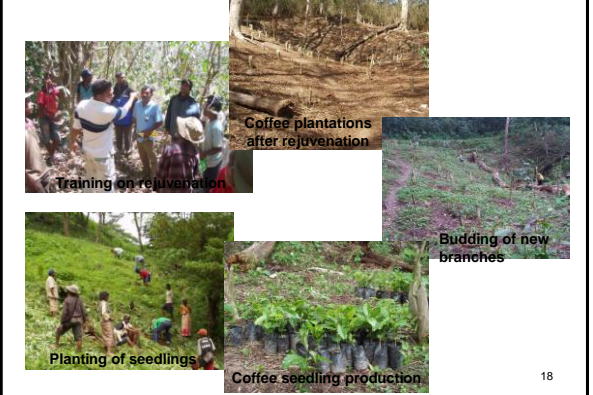 Coffee plantations
after rejuvenation
Training on rejuvenation
Budding of new
branches
Planting of seedlings
Coffee seedling production
18